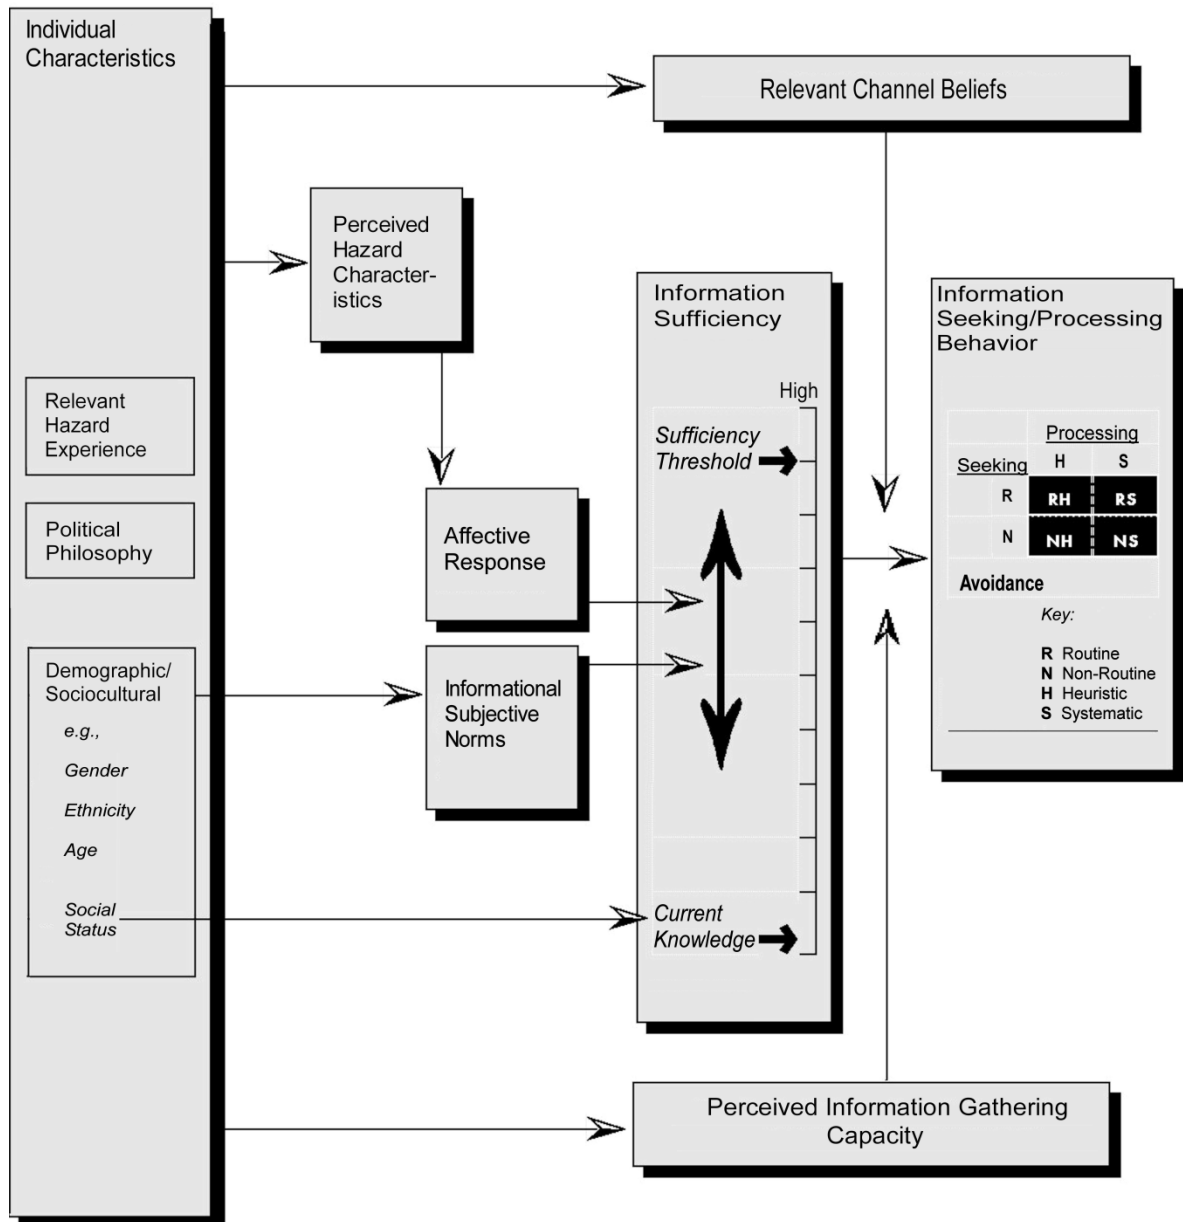 Individual
Characteristics
Relevant
Hazard
Experience
Political
Philosophy
Demographic/
Sociocultural
e.g.,
Gender
Ethnicity
Age
Social
Status
Perceived
Hazard
Character-
istics
Affective
Response
Informational
Subjective
Norms
Relevant Channel Beliefs
Information
Sufficiency
High
Sufficiency
Threshold
Current
Knowledge
Perceived Information Gathering
Capacity
Information
Seeking/Processing
Behavior
Processing
Seeking H S
R RH RS
N NH NS
Avoidance
Key:
R Routine
N Non-Routine
H Heuristic
S Systematic